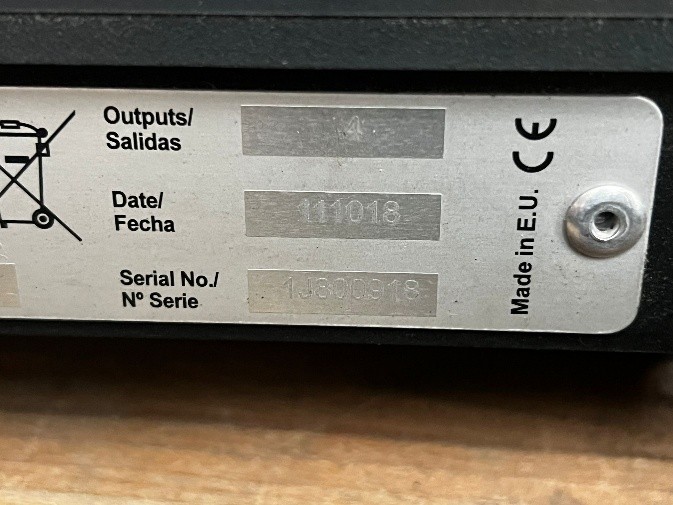 Outputs/
Salidas
4
Date/
Fecha
111018
Serial No./
Nº Serie
1J800918
Made in E.U.
CE